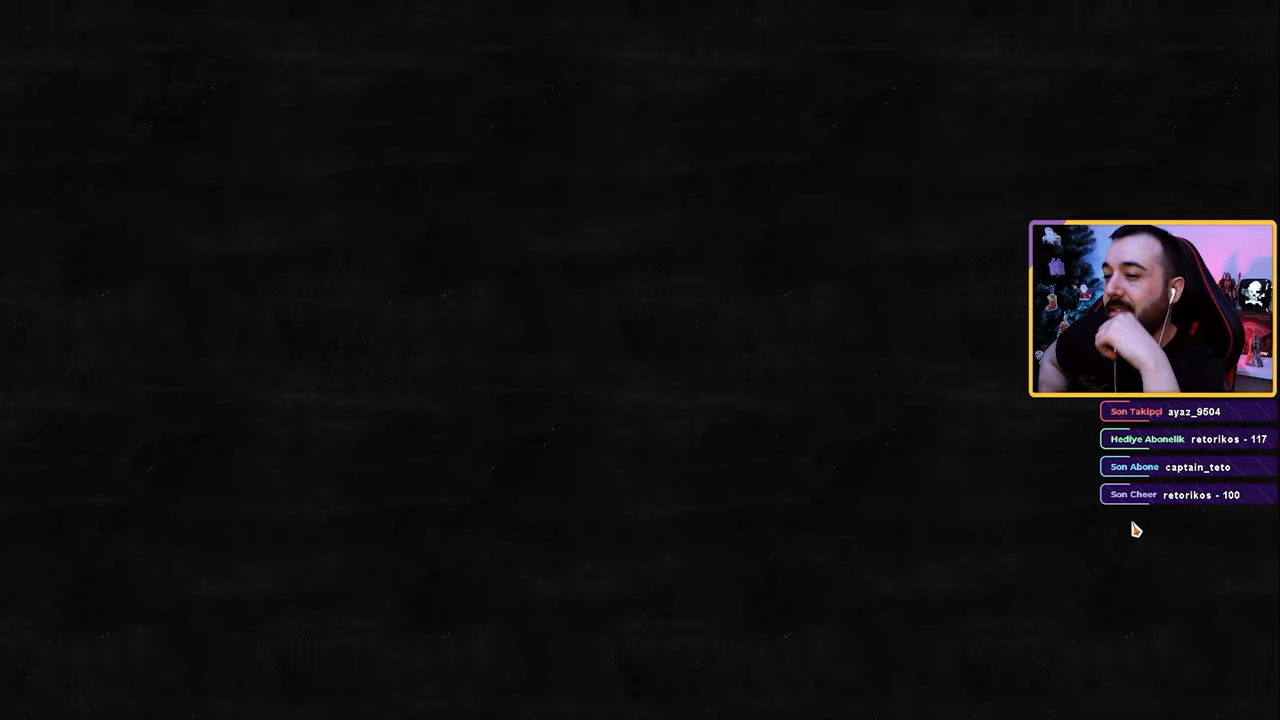 Son Takipçi ayaz_9504
Hediye Abonelik retorikos - 117
Son Abone captain_teto
Son Cheer retorikos - 100